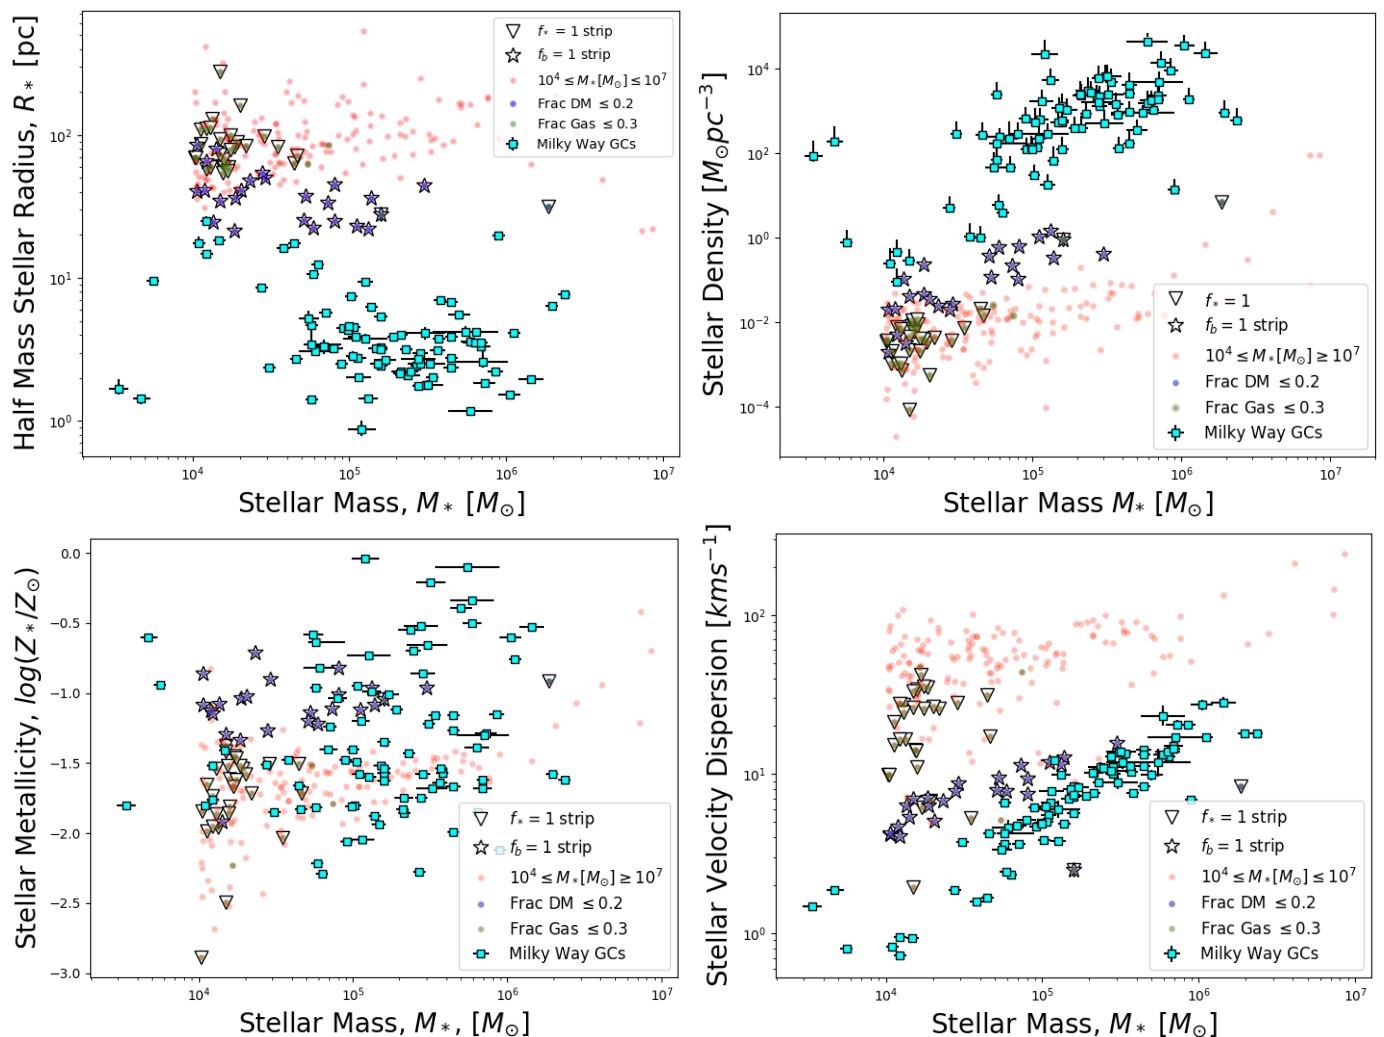 Half Mass Stellar Radius, R* [pc]
10²
10¹
10⁰
f* = 1 strip
f_b = 1 strip
10⁴ ≤ M*[M⊙] ≤ 10⁷
Frac DM ≤ 0.2
Frac Gas ≤ 0.3
Milky Way GCs
10⁴ 10⁵ 10⁶ 10⁷
Stellar Mass, M* [M⊙]
Stellar Density [M⊙pc⁻³]
10⁴
10²
10⁰
10⁻²
10⁻⁴
f* = 1
f_b = 1 strip
10⁴ ≤ M*[M⊙] ≥ 10⁷
Frac DM ≤ 0.2
Frac Gas ≤ 0.3
Milky Way GCs
10⁴ 10⁵ 10⁶ 10⁷
Stellar Mass M* [M⊙]
Stellar Metallicity, log(Z*/Z⊙)
0.0
−0.5
−1.0
−1.5
−2.0
−2.5
−3.0
f* = 1 strip
f_b = 1 strip
10⁴ ≤ M*[M⊙] ≥ 10⁷
Frac DM ≤ 0.2
Frac Gas ≤ 0.3
Milky Way GCs
10⁴ 10⁵ 10⁶ 10⁷
Stellar Mass, M*, [M⊙]
Stellar Velocity Dispersion [kms⁻¹]
10²
10¹
10⁰
f* = 1 strip
f_b = 1 strip
10⁴ ≤ M*[M⊙] ≤ 10⁷
Frac DM ≤ 0.2
Frac Gas ≤ 0.3
Milky Way GCs
10⁴ 10⁵ 10⁶ 10⁷
Stellar Mass, M* [M⊙]